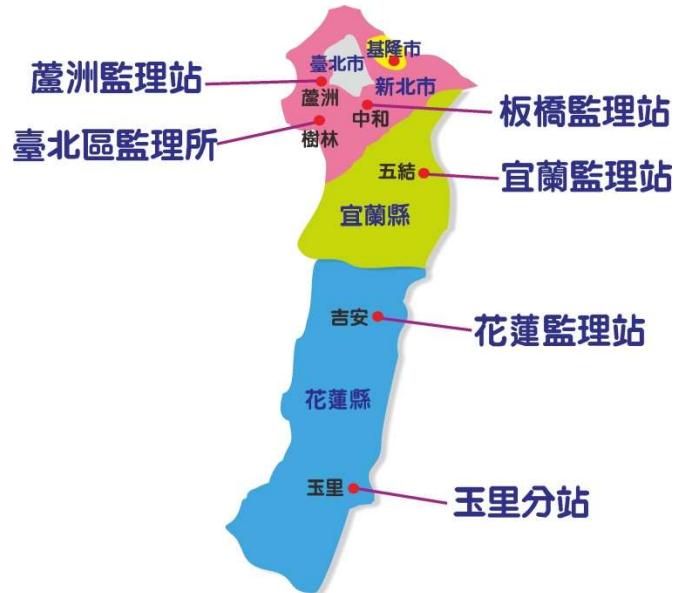 基隆市
臺北市
新北市
蘆洲監理站
蘆洲
中和
板橋監理站
臺北區監理所
樹林
五結
宜蘭監理站
宜蘭縣
吉安
花蓮監理站
花蓮縣
玉里
玉里分站